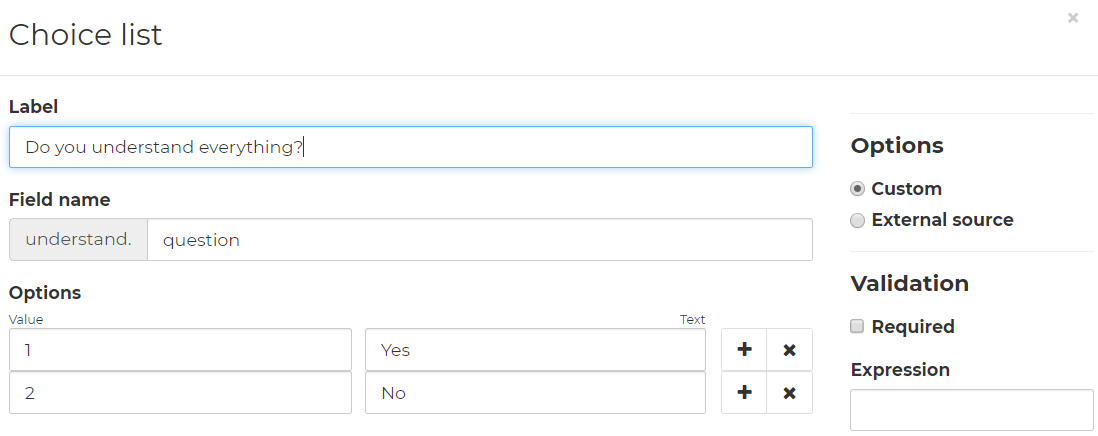 Choice list
×
Label
Do you understand everything?
Field name
understand. question
Options
Value Text
1 Yes
2 No
Options
Custom
External source
Validation
Required
Expression